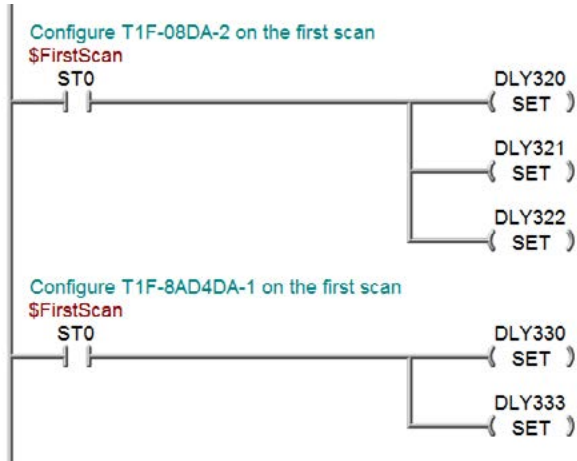 Configure T1F-08DA-2 on the first scan
$FirstScan
ST0
DLY320
SET
DLY321
SET
DLY322
SET
Configure T1F-8AD4DA-1 on the first scan
$FirstScan
ST0
DLY330
SET
DLY333
SET